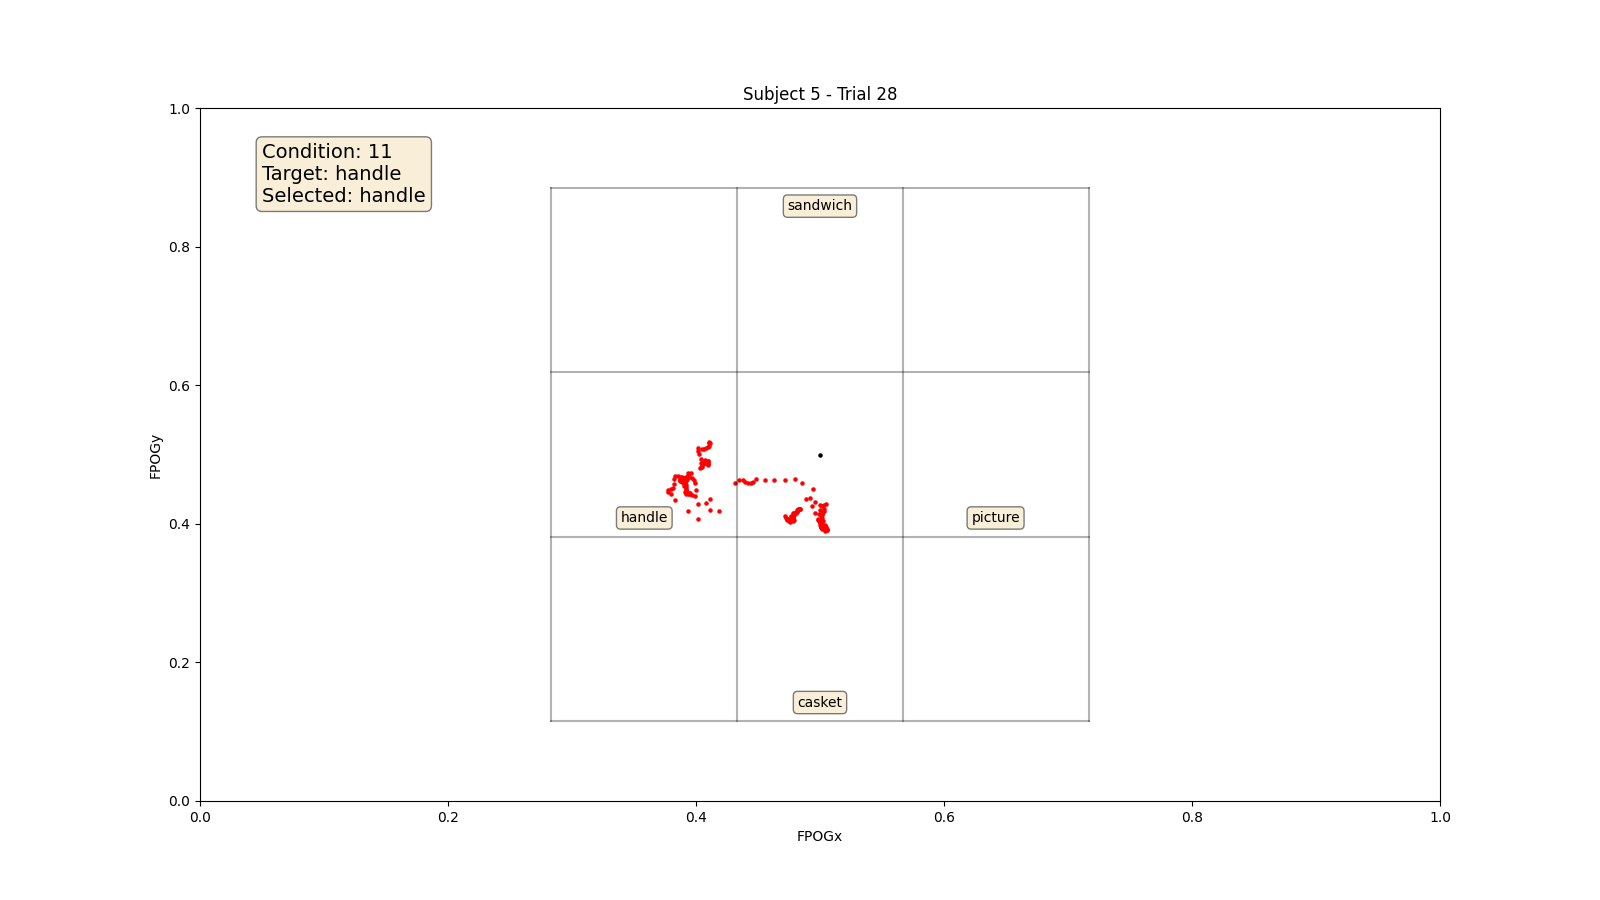 Subject 5 - Trial 28
1.0
Condition: 11
Target: handle
Selected: handle
sandwich
0.8
0.6
FPOGy
0.4
handle
picture
0.2
casket
0.0
0.0
0.2
0.4
0.6
0.8
1.0
FPOGx